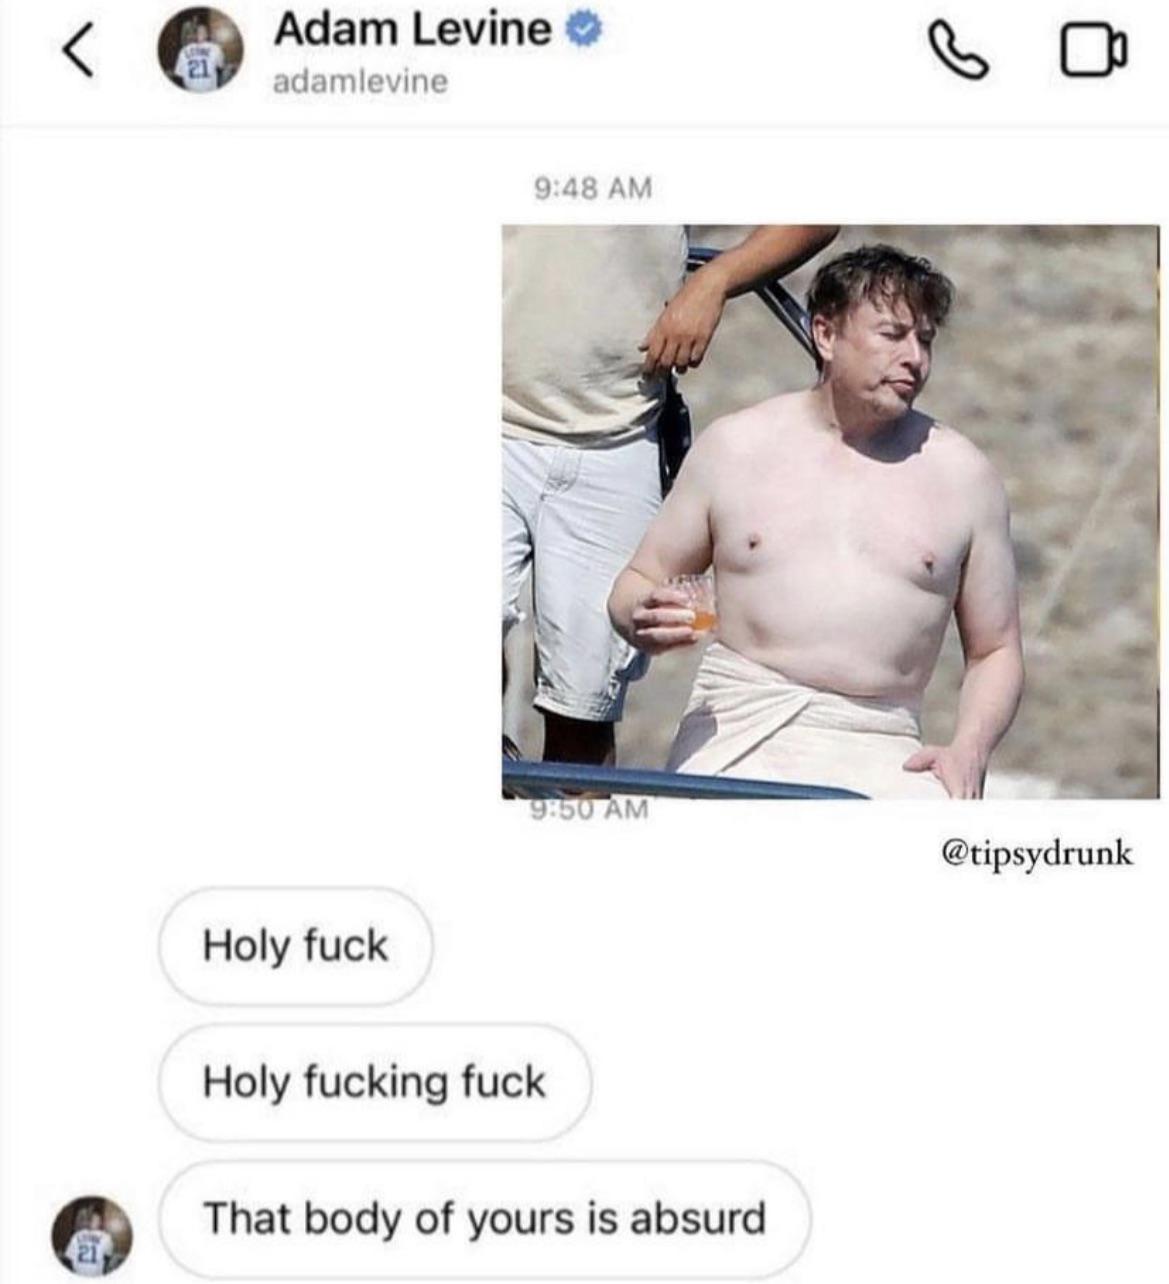 Adam Levine
adamlevine
9:48 AM
9:50 AM
@tipsydrunk
Holy fuck
Holy fucking fuck
That body of yours is absurd
21